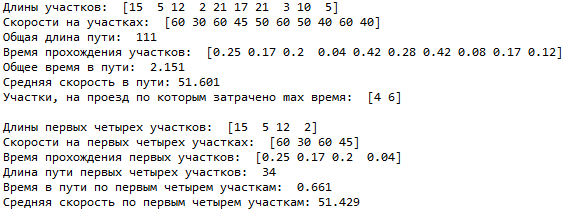 Длины участков:  [15  5 12  2 21 17 21  3 10  5]
Скорости на участках:  [60 30 60 45 50 60 50 40 60 40]
Общая длина пути:  111
Время прохождения участков:  [0.25 0.17 0.2  0.04 0.42 0.28 0.42 0.08 0.17 0.12]
Общее время в пути:  2.151
Средняя скорость в пути: 51.601
Участки, на проезд по которым затрачено max время:  [4 6]

Длины первых четырех участков:  [15  5 12  2]
Скорости на первых четырех участках:  [60 30 60 45]
Время прохождения первых участков:  [0.25 0.17 0.2  0.04]
Длина пути первых четырех участков:  34
Время в пути по первым четырем участкам:  0.661
Средняя скорость по первым четырем участкам: 51.429